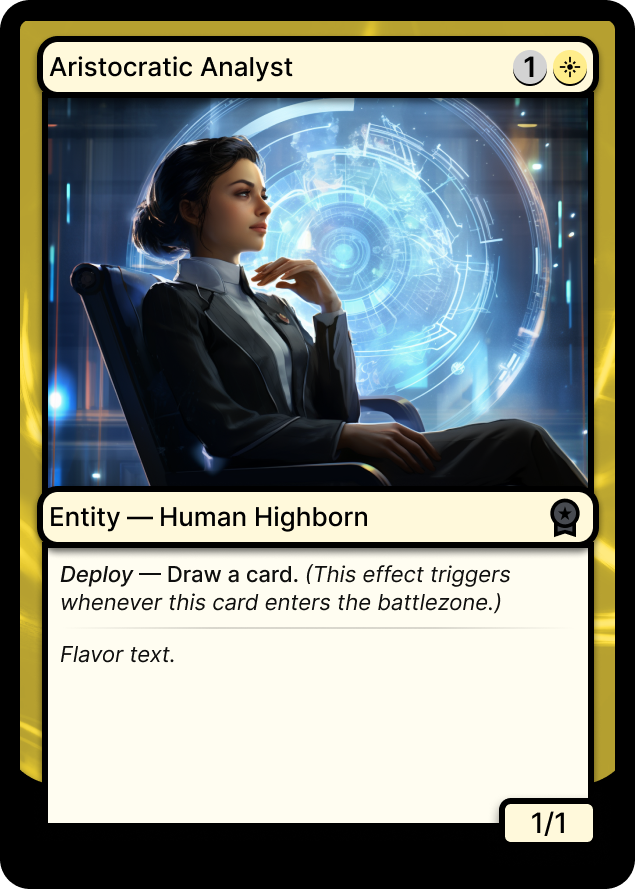 Aristocratic Analyst 1
Entity — Human Highborn
Deploy — Draw a card. (This effect triggers
whenever this card enters the battlezone.)
Flavor text.
1/1